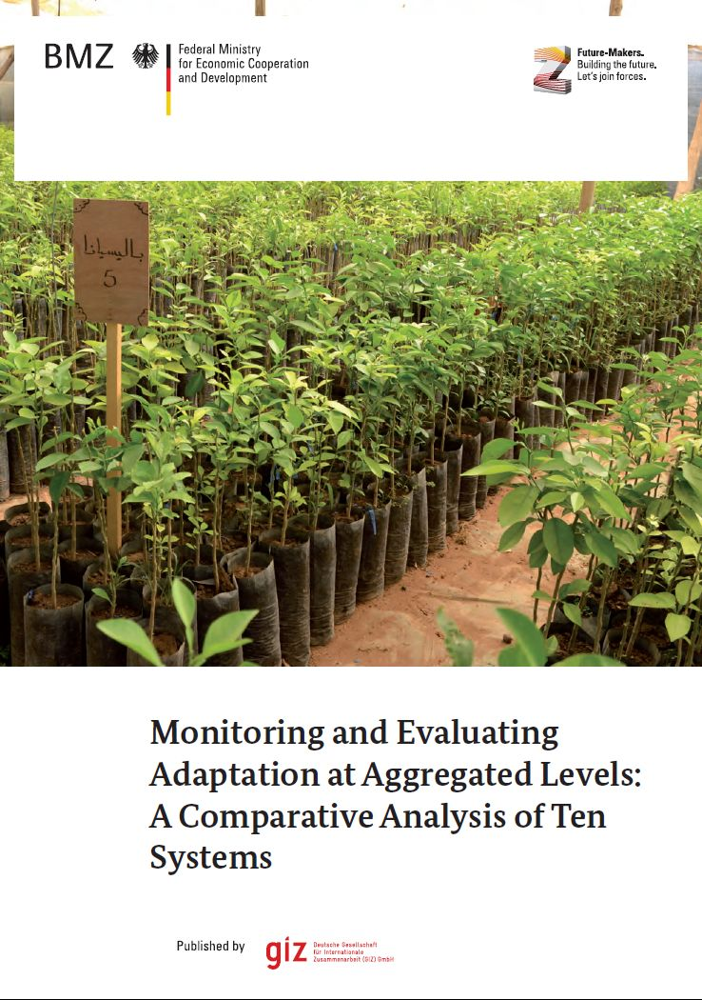 BMZ
Federal Ministry
for Economic Cooperation
and Development
Future-Makers.
Building the future.
Let's join forces.
باليسيانا
5
Monitoring and Evaluating
Adaptation at Aggregated Levels:
A Comparative Analysis of Ten
Systems
Published by
giz
Deutsche Gesellschaft
für Internationale
Zusammenarbeit (GIZ) GmbH